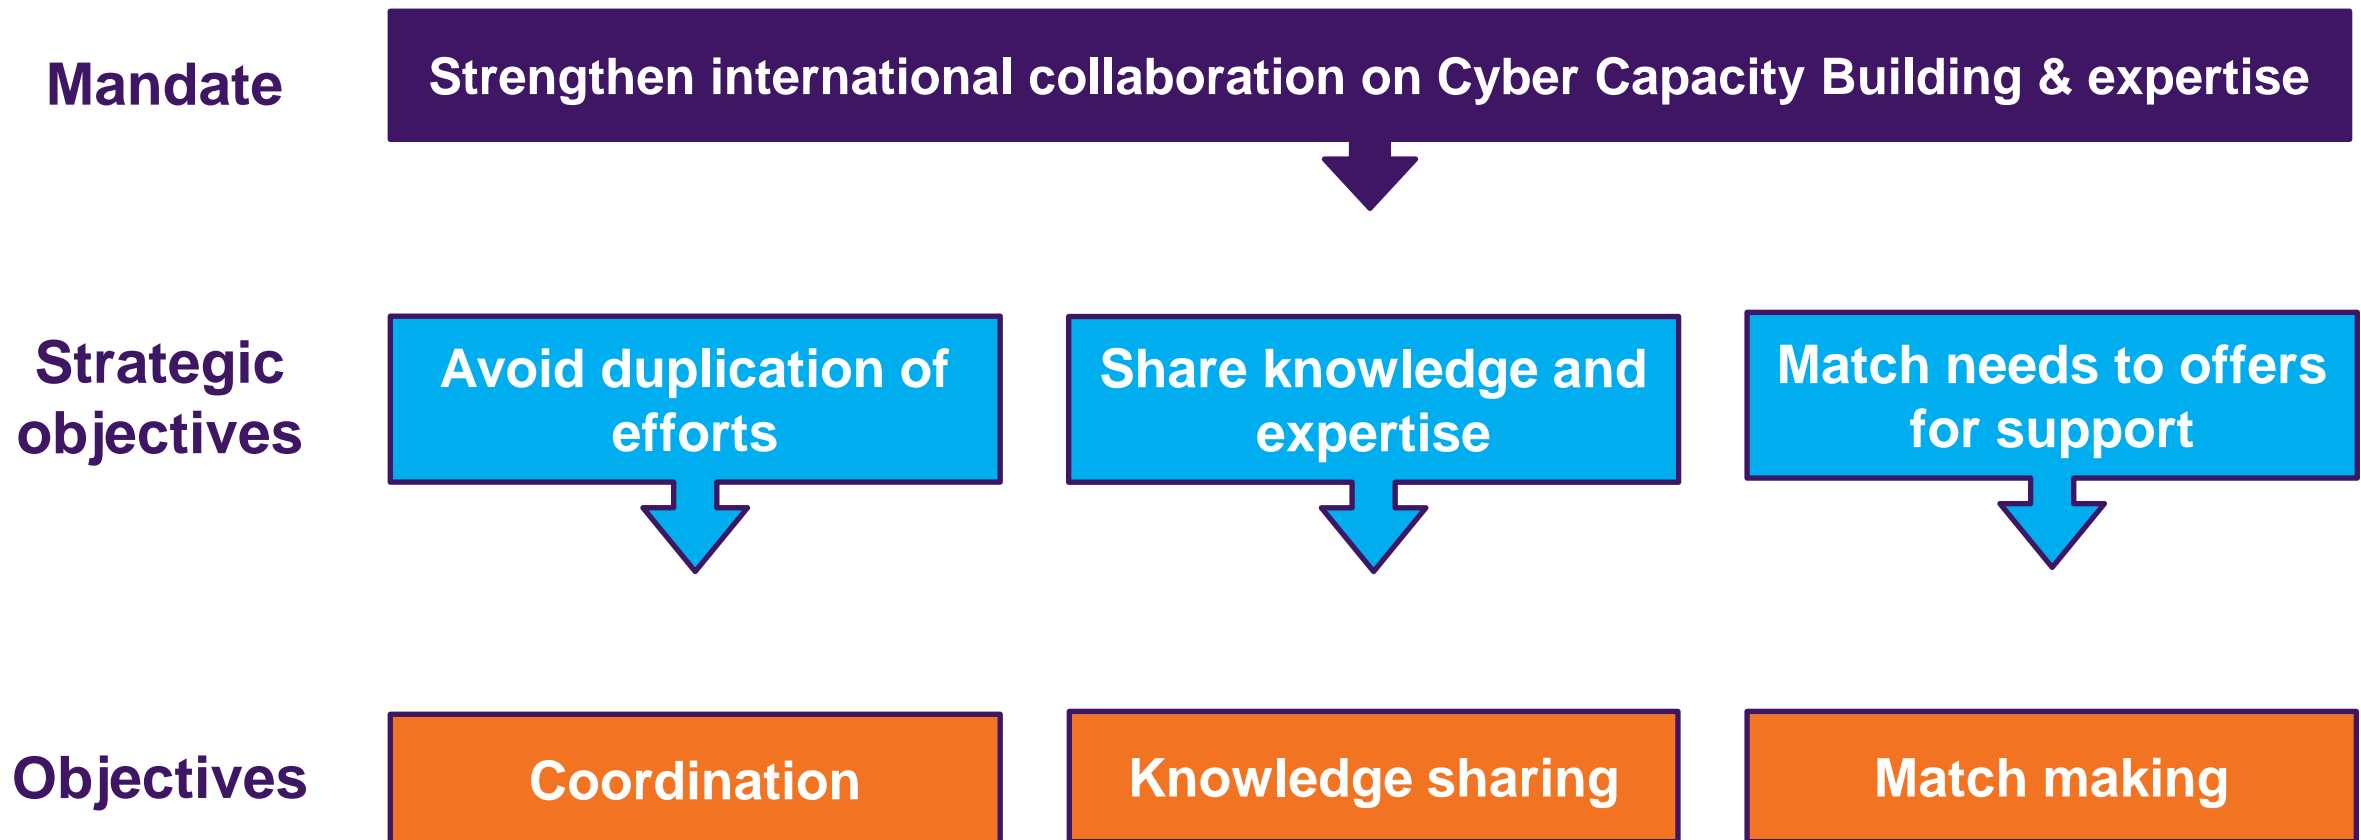 Mandate
Strengthen international collaboration on Cyber Capacity Building & expertise
Strategic
objectives
Avoid duplication of
efforts
Share knowledge and
expertise
Match needs to offers
for support
Objectives
Coordination
Knowledge sharing
Match making